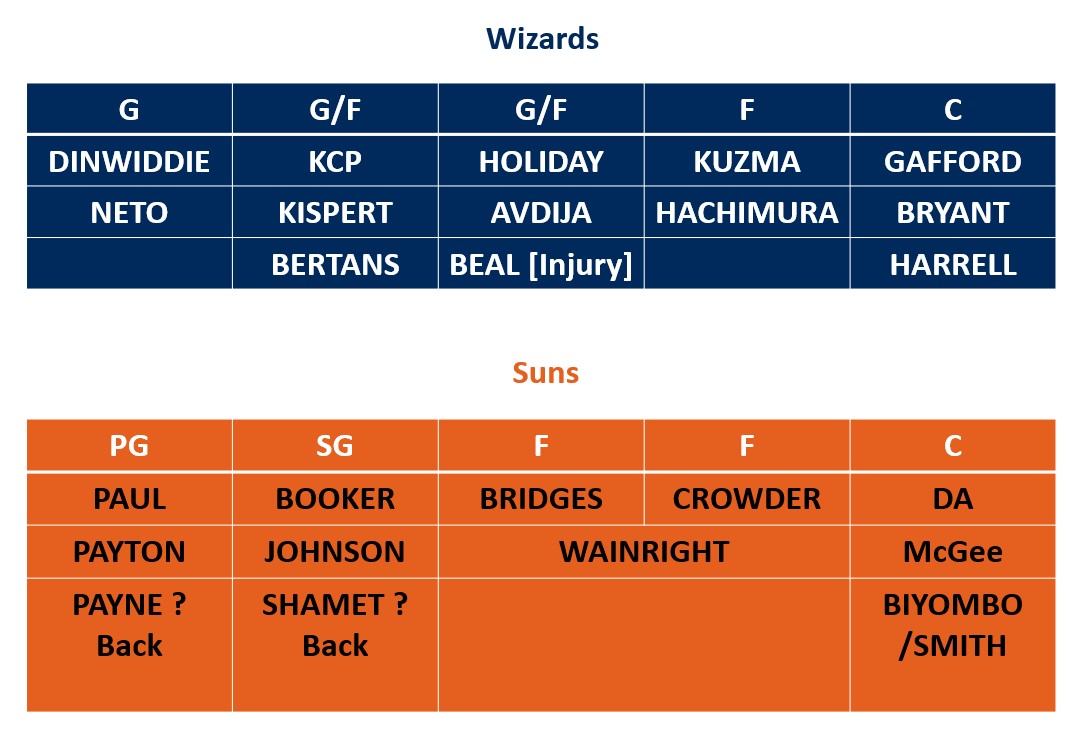 Wizards
G G/F G/F F C
DINWIDDIE KCP HOLIDAY KUZMA GAFFORD
NETO KISPERT AVDIJA HACHIMURA BRYANT
BERTANS BEAL [Injury] HARRELL
Suns
PG SG F F C
PAUL BOOKER BRIDGES CROWDER DA
PAYTON JOHNSON WAINRIGHT McGee
PAYNE ? SHAMET ? BIYOMBO
Back Back /SMITH